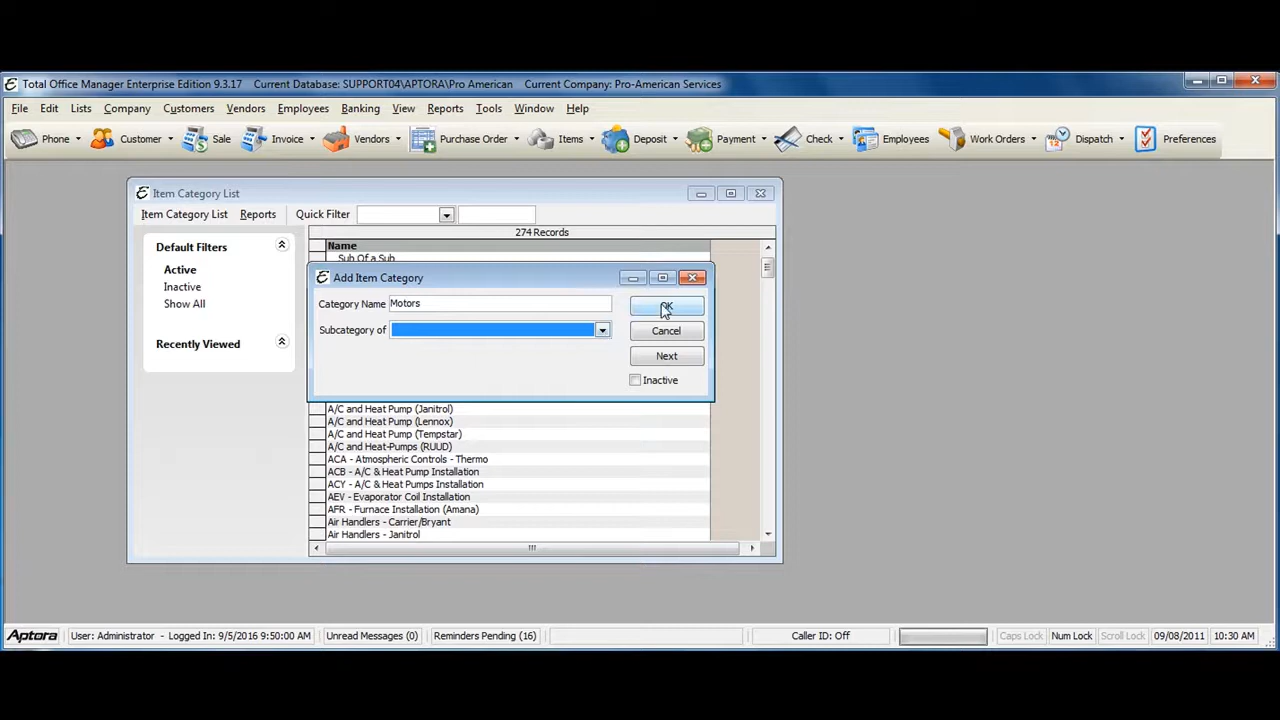 Total Office Manager Enterprise Edition 9.3.17 Current Database: SUPPORT04\APTORA\Pro American Current Company: Pro-American Services
File Edit Lists Company Customers Vendors Employees Banking View Reports Tools Window Help
Phone Customer Sale Invoice Vendors Purchase Order Items Deposit Payment Check Employees Work Orders Dispatch Preferences
Item Category List
Item Category List Reports Quick Filter
Default Filters
Active
Inactive
Show All
Recently Viewed
274 Records
Name
Sub Of a Sub
Add Item Category
Category Name Motors
OK
Subcategory of
Cancel
Next
Inactive
A/C and Heat Pump (Janitrol)
A/C and Heat Pump (Lennox)
A/C and Heat Pump (Tempstar)
A/C and Heat-Pumps (RUUD)
ACA - Atmospheric Controls - Thermo
ACB - A/C & Heat Pump Installation
ACY - A/C & Heat Pumps Installation
AEV - Evaporator Coil Installation
AFR - Furnace Installation (Amana)
Air Handlers - Carrier/Bryant
Air Handlers - Janitrol
Aptora User: Administrator - Logged In: 9/5/2016 9:50:00 AM Unread Messages (0) Reminders Pending (16) Caller ID: Off Caps Lock Num Lock Scroll Lock 09/08/2011 10:30 AM